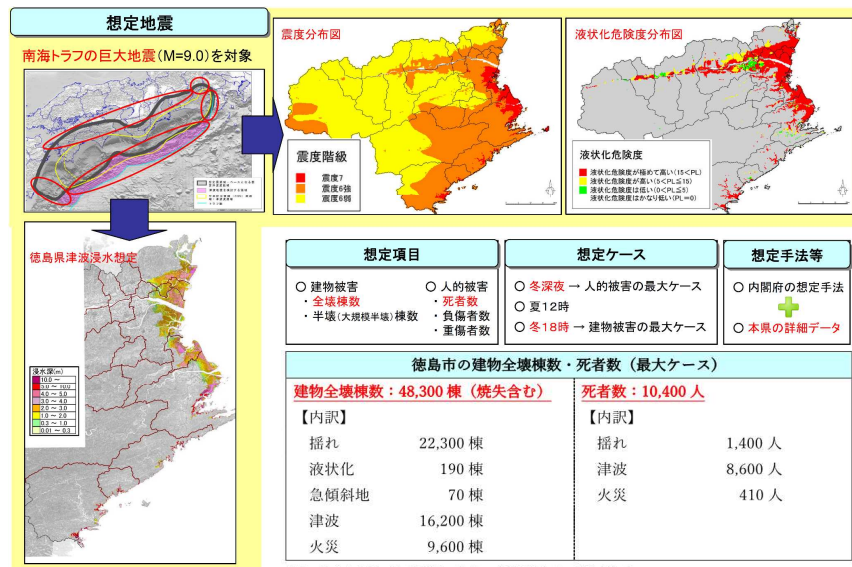 想定地震
南海トラフの巨大地震(M=9.0)を対象
震度分布図
震度階級
震度7
震度6強
震度6弱
液状化危険度分布図
液状化危険度
液状化危険度が極めて高い(15<PL)
液状化危険度が高い(5<PL≦15)
液状化危険度は低い(0<PL≦5)
液状化危険度はかなり低い(PL=0)
徳島県津波浸水想定
浸水深(m)
10.0 ～
5.0 ～ 10.0
4.0 ～ 5.0
3.0 ～ 4.0
2.0 ～ 3.0
1.0 ～ 2.0
0.3 ～ 1.0
0.01 ～ 0.3
想定項目
○ 建物被害
・全壊棟数
・半壊(大規模半壊)棟数
○ 人的被害
・死者数
・負傷者数
・重傷者数
想定ケース
○ 冬深夜 → 人的被害の最大ケース
○ 夏12時
○ 冬18時 → 建物被害の最大ケース
想定手法等
○ 内閣府の想定手法
○ 本県の詳細データ
徳島市の建物全壊棟数・死者数（最大ケース）
建物全壊棟数：48,300 棟（焼失含む）
【内訳】
揺れ 22,300 棟
液状化 190 棟
急傾斜地 70 棟
津波 16,200 棟
火災 9,600 棟
死者数：10,400 人
【内訳】
揺れ 1,400 人
津波 8,600 人
火災 410 人